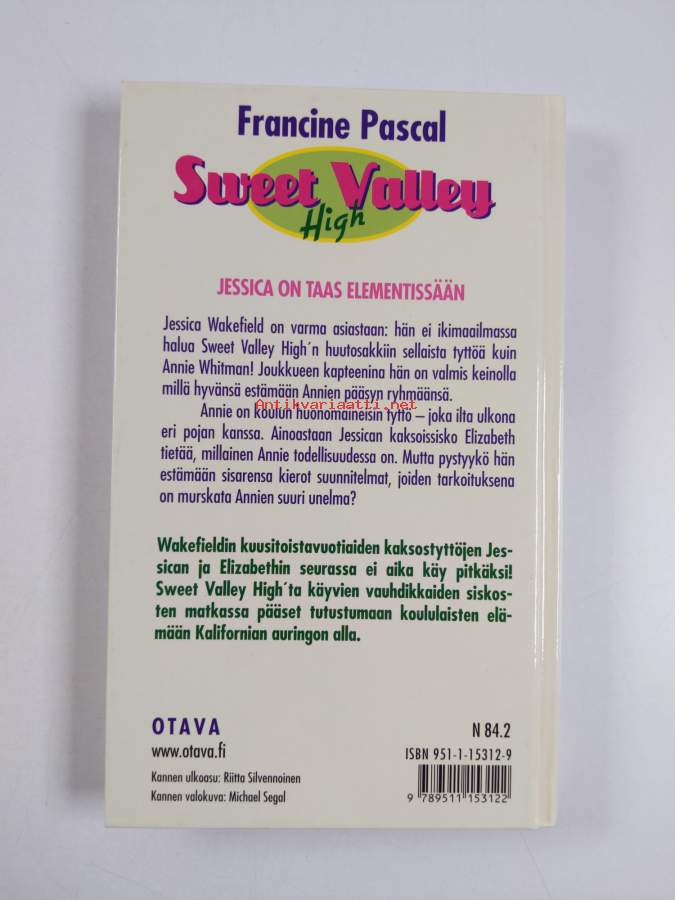 Francine Pascal
Sweet Valley
High
JESSICA ON TAAS ELEMENTISSÄÄN
Jessica Wakefield on varma asiastaan: hän ei ikimaailmassa
halua Sweet Valley High´n huutosakkiin sellaista tyttöä kuin
Annie Whitman! Joukkueen kapteenina hän on valmis keinolla
millä hyvänsä estämään Annien pääsyn ryhmäänsä.
Antikvariaatti.net
Annie on koulun huonomaineisin tyttö – joka ilta ulkona
eri pojan kanssa. Ainoastaan Jessican kaksoissisko Elizabeth
tietää, millainen Annie todellisuudessa on. Mutta pystyykö hän
estämään sisarensa kierot suunnitelmat, joiden tarkoituksena
on murskata Annien suuri unelma?
Wakefieldin kuusitoistavuotiaiden kaksostyttöjen Jes-
sican ja Elizabethin seurassa ei aika käy pitkäksi!
Sweet Valley High´ta käyvien vauhdikkaiden siskos-
ten matkassa pääset tutustumaan koululaisten elä-
mään Kalifornian auringon alla.
OTAVA
www.otava.fi
Kannen ulkoasu: Riitta Silvennoinen
Kannen valokuva: Michael Segal
N 84.2
ISBN 951-1-15312-9
9 789511 153122